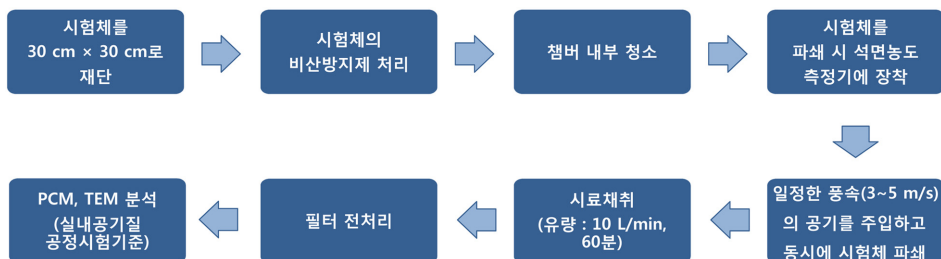 시험체를
30 cm × 30 cm로
재단
시험체의
비산방지제 처리
챔버 내부 청소
시험체를
파쇄 시 석면농도
측정기에 장착
일정한 풍속(3~5 m/s)
의 공기를 주입하고
동시에 시험체 파쇄
시료채취
(유량 : 10 L/min,
60분)
필터 전처리
PCM, TEM 분석
(실내공기질
공정시험기준)